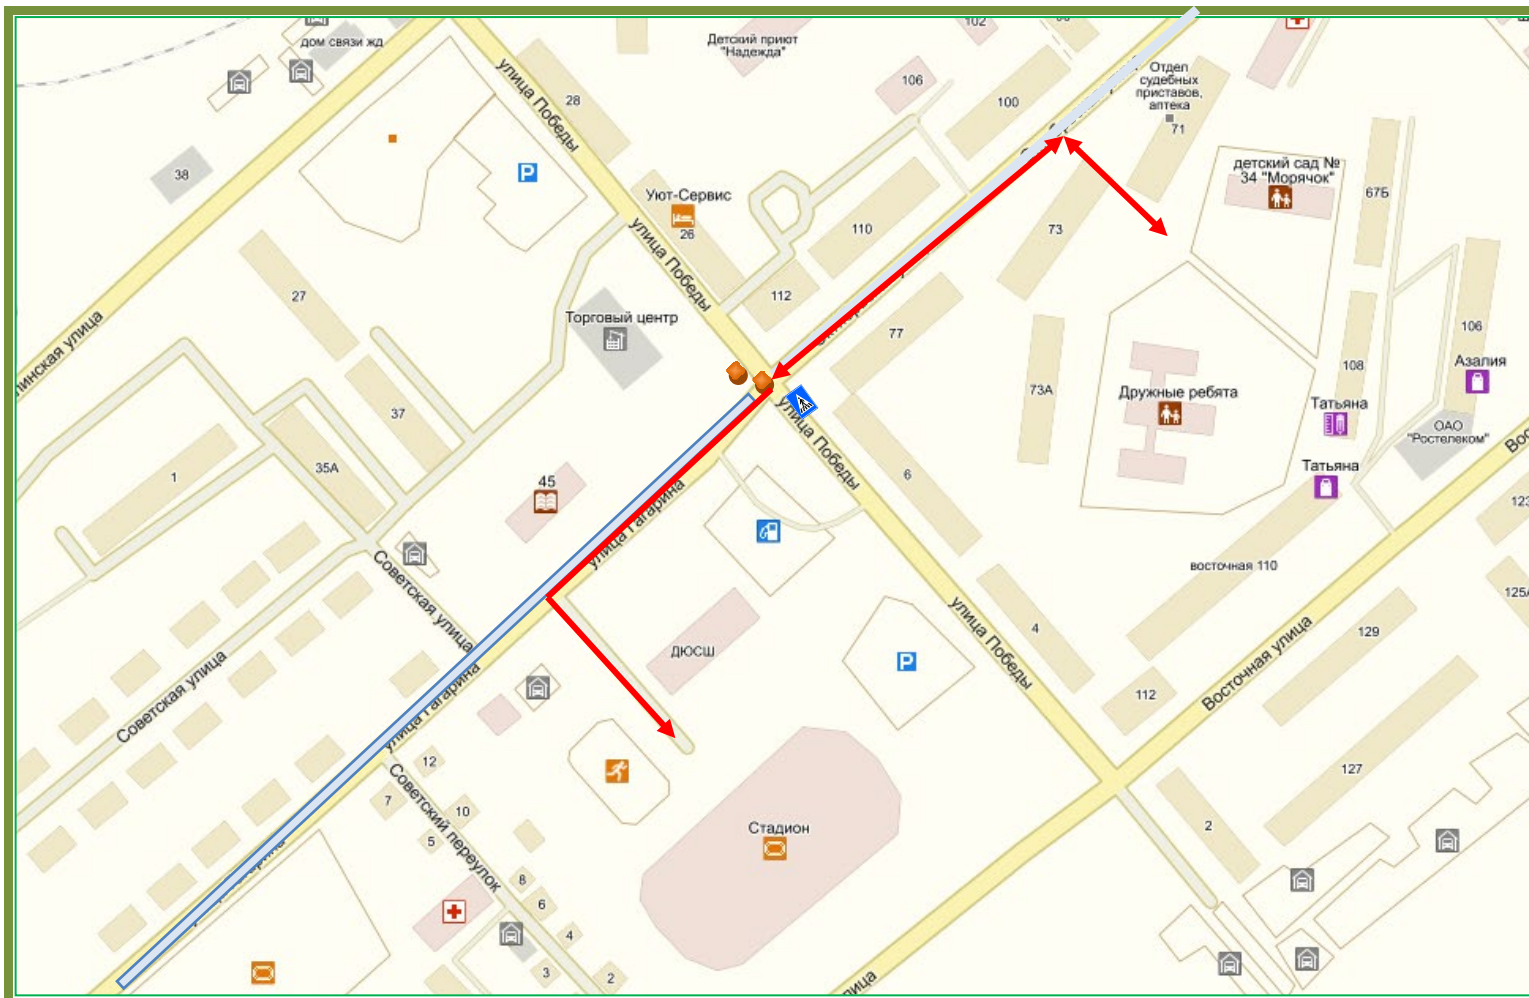 102
дом связи жд
Детский приют
"Надежда"
Отдел
судебных
приставов,
аптека
71
106
100
28
улица Победы
P
38
детский сад №
34 "Морячок"
67Б
Уют-Сервис
26
110
73
улица Победы
27
112
Торговый центр
77
106
108
Азалия
73А
Дружные ребята
Татьяна
ОАО
"Ростелеком"
37
улица Победы
35А
1
45
6
Татьяна
улица Гагарина
восточная 110
Советская улица
улица Победы
4
129
ДЮСШ
P
Восточная улица
112
Советская улица
улица Гагарина
12
7
10
5
Советский переулок
127
Стадион
2
8
6
4
3
2